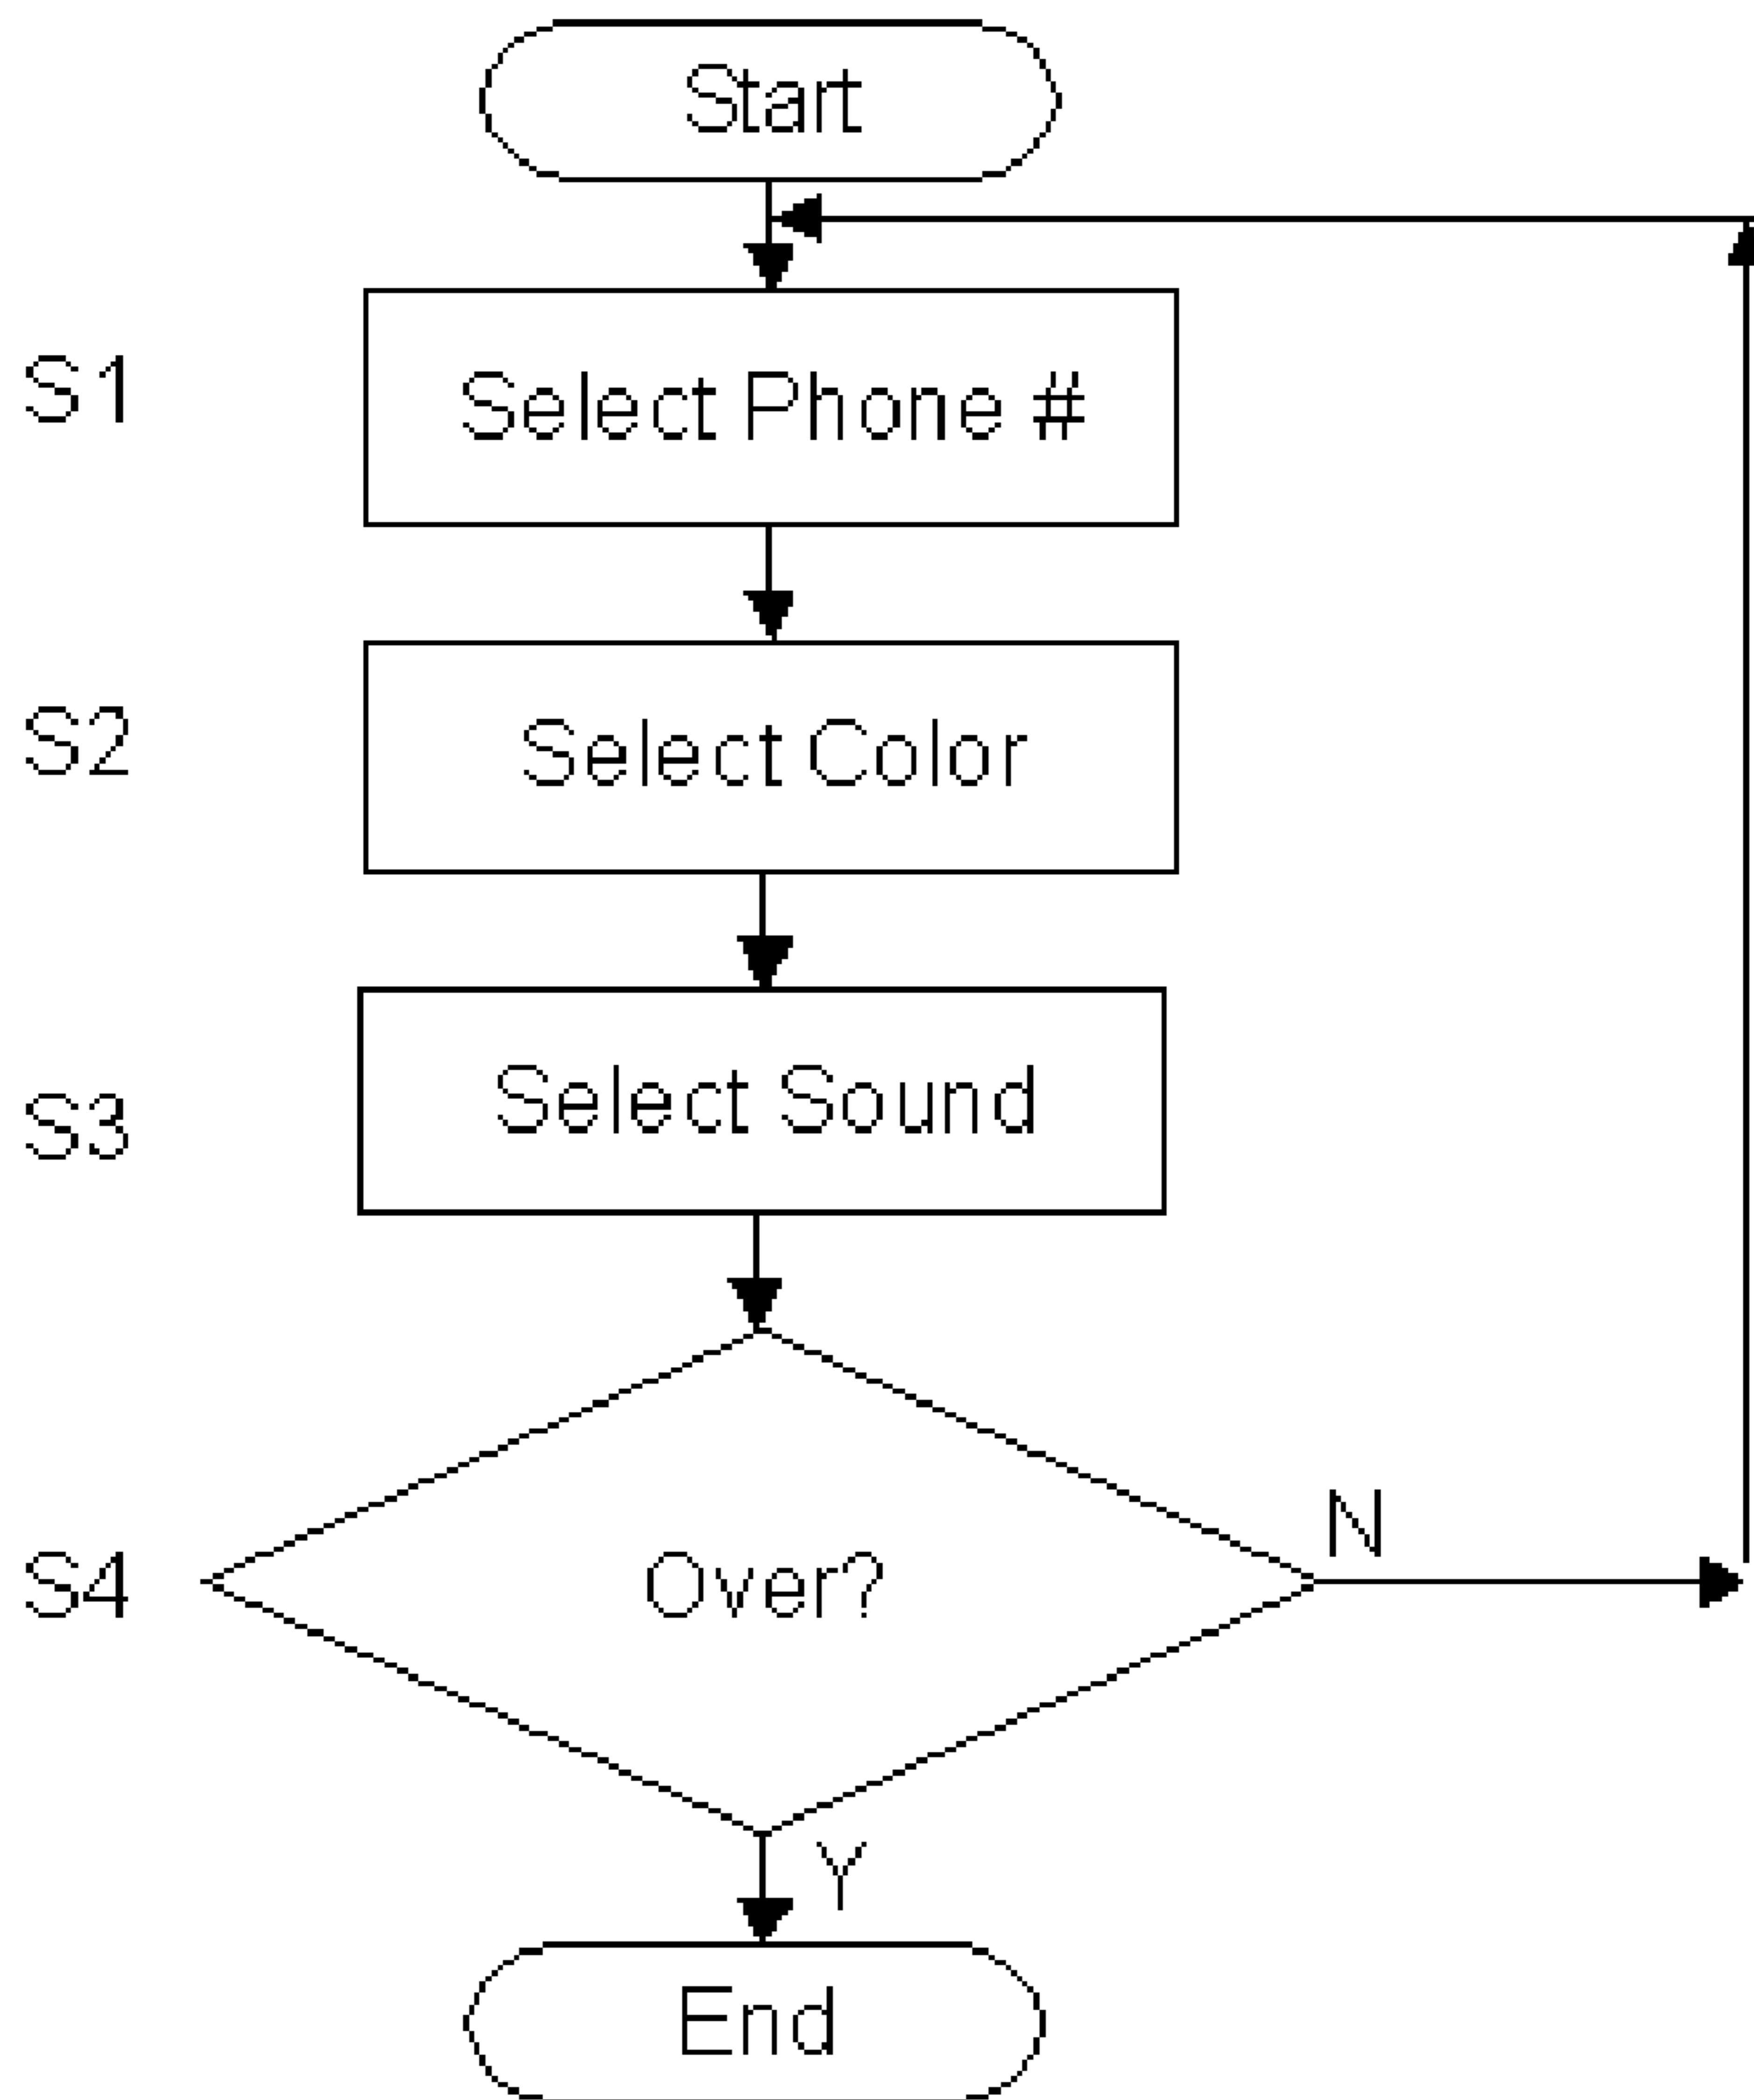 Start
S1
Select Phone #
S2
Select Color
Select Sound
S3
N
S4
Over?
Y
End